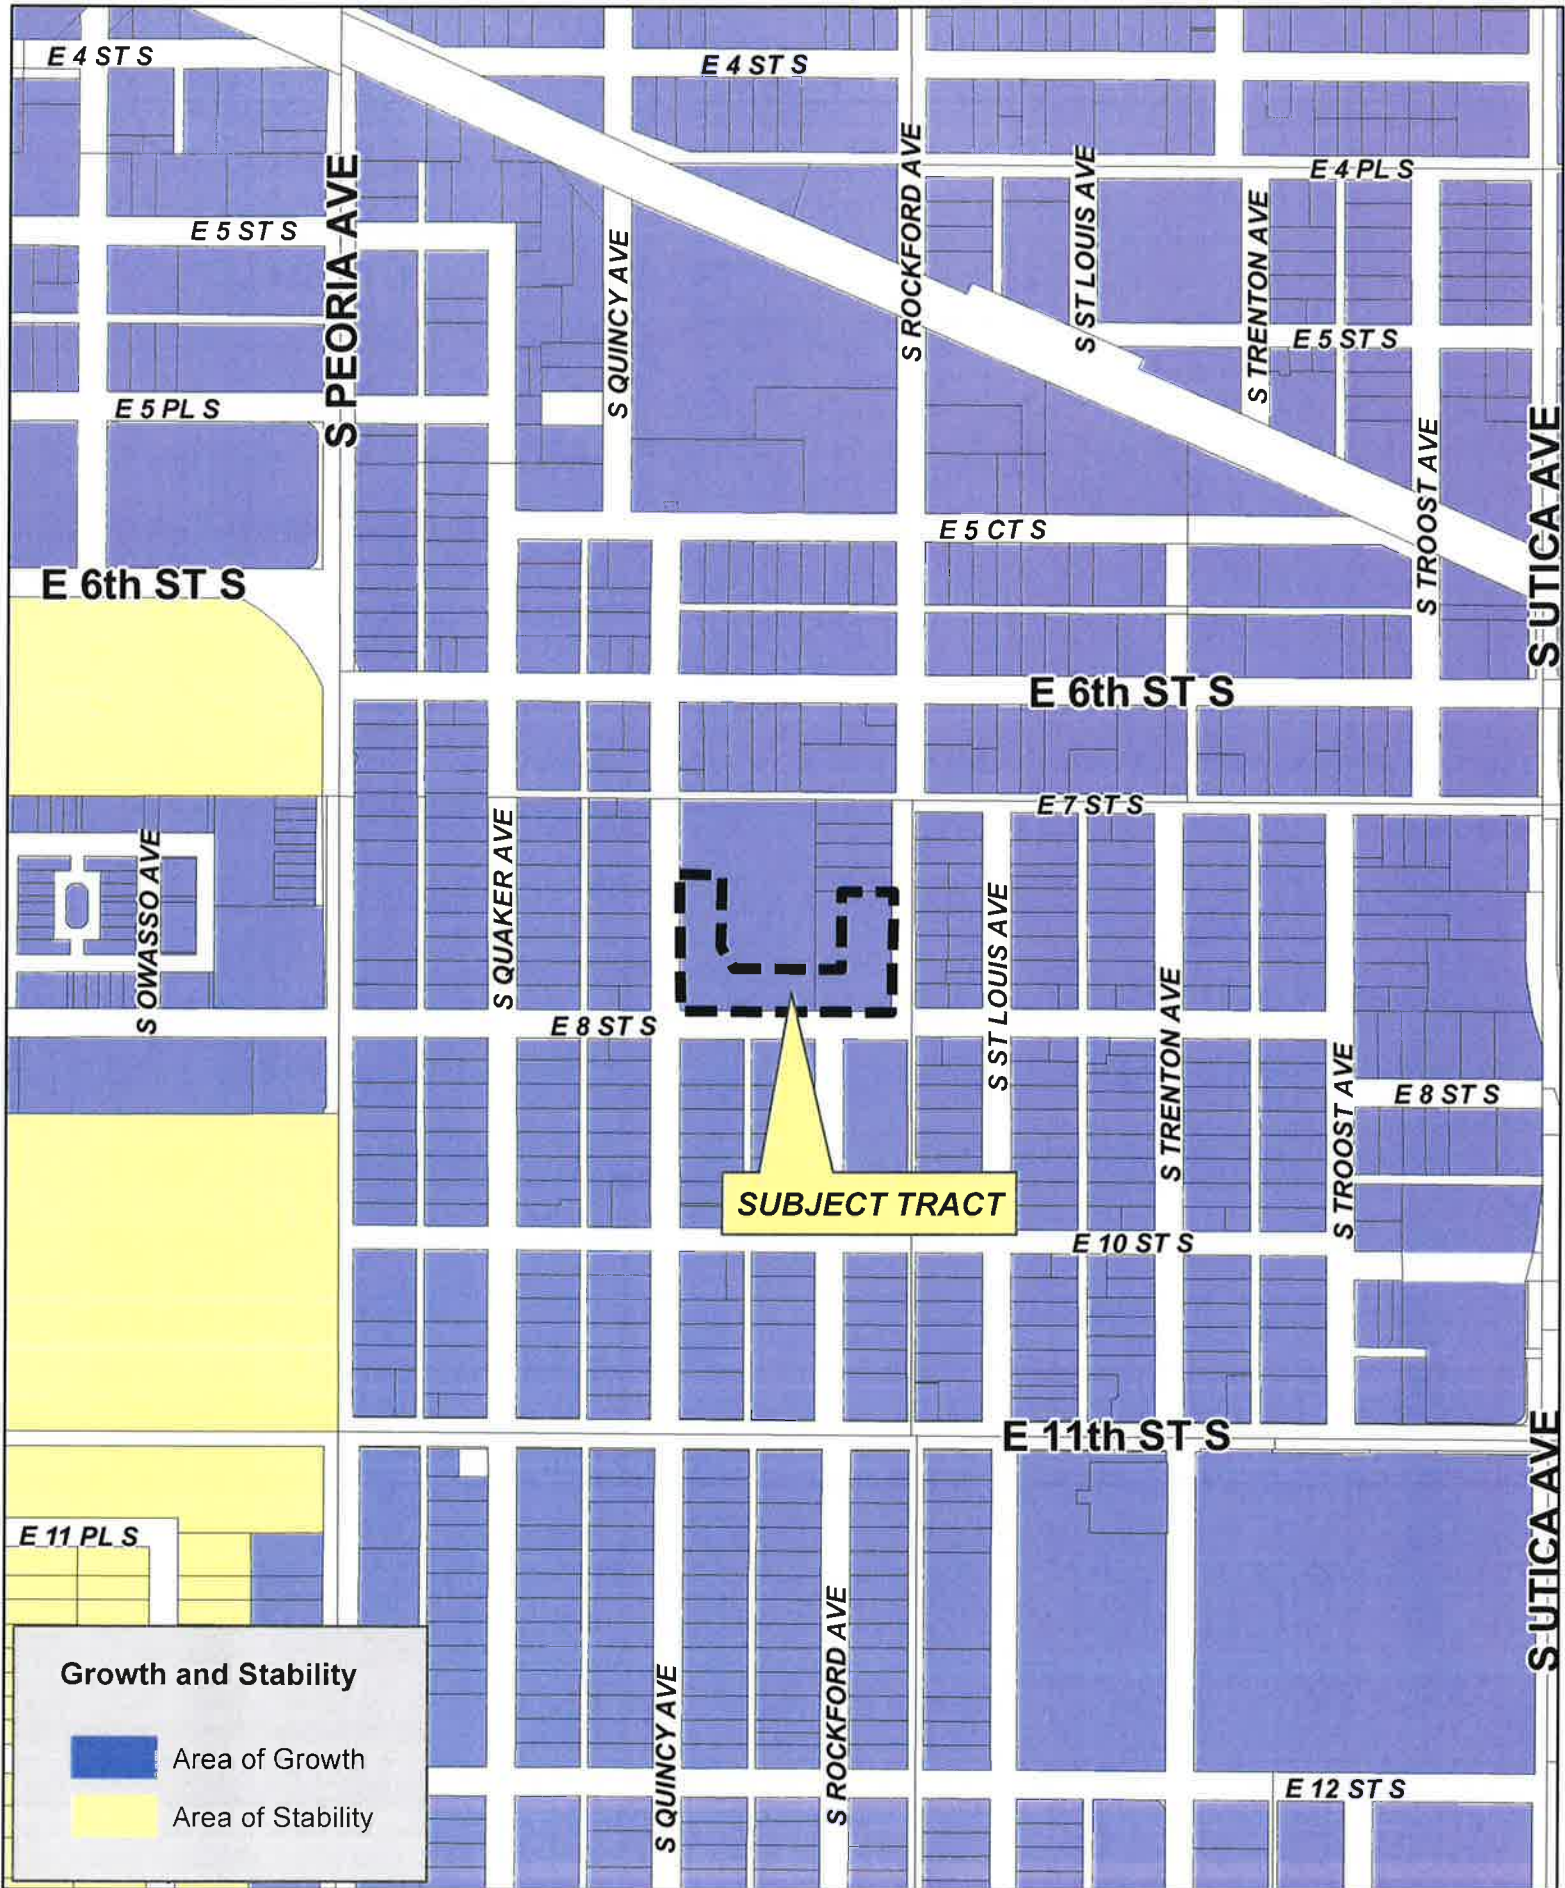 E 4 ST S
E 4 ST S
S ROCKFORD AVE
S ST LOUIS AVE
S PEORIA AVE
E 4 PL S
S TRENTON AVE
E 5 ST S
S QUINCY AVE
E 5 ST S
E 5 PL S
S UTICA AVE
S TROOST AVE
E 5 CT S
E 6th ST S
E 6th ST S
E 7 ST S
S QUAKER AVE
S OWASSO AVE
S ST LOUIS AVE
S TRENTON AVE
E 8 ST S
S TROOST AVE
E 8 ST S
SUBJECT TRACT
E 10 ST S
E 11th ST S
S UTICA AVE
E 11 PL S
S ROCKFORD AVE
S QUINCY AVE
E 12 ST S
Growth and Stability
Area of Growth
Area of Stability